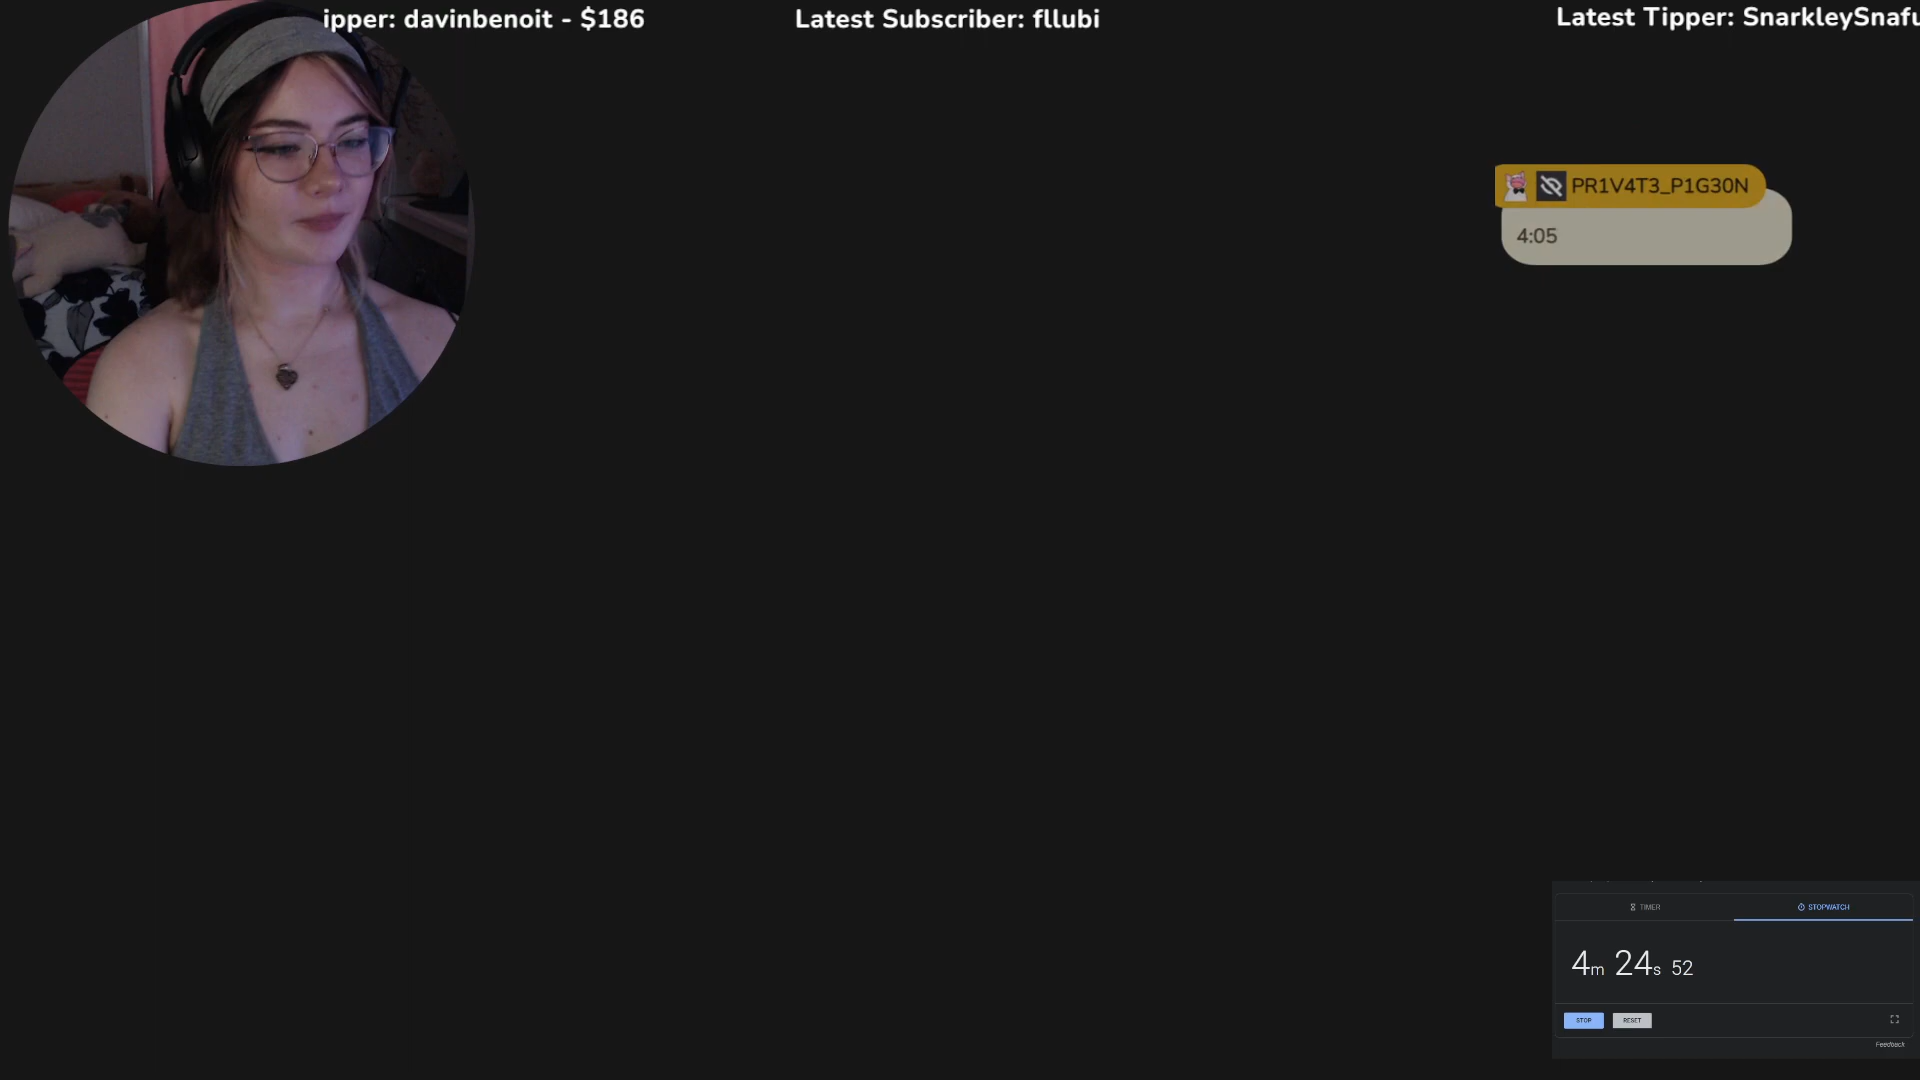 ipper: davinbenoit - $186
Latest Subscriber: fllubi
Latest Tipper: SnarkleySnafu
PR1V4T3_P1G30N
4:05
TIMER
STOPWATCH
4m 24s 52
STOP
RESET
Feedback